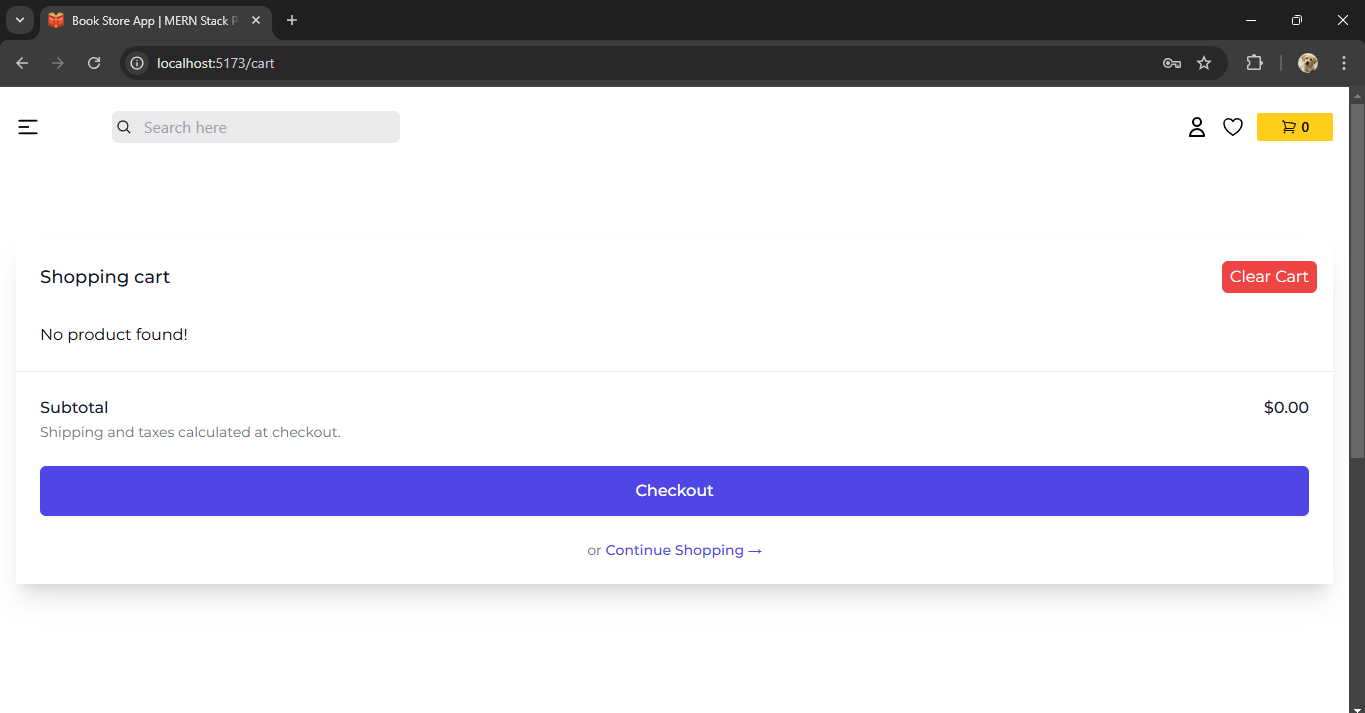 Book Store App | MERN Stack P
localhost:5173/cart
Search here
0
Shopping cart
Clear Cart
No product found!
Subtotal
$0.00
Shipping and taxes calculated at checkout.
Checkout
or Continue Shopping →